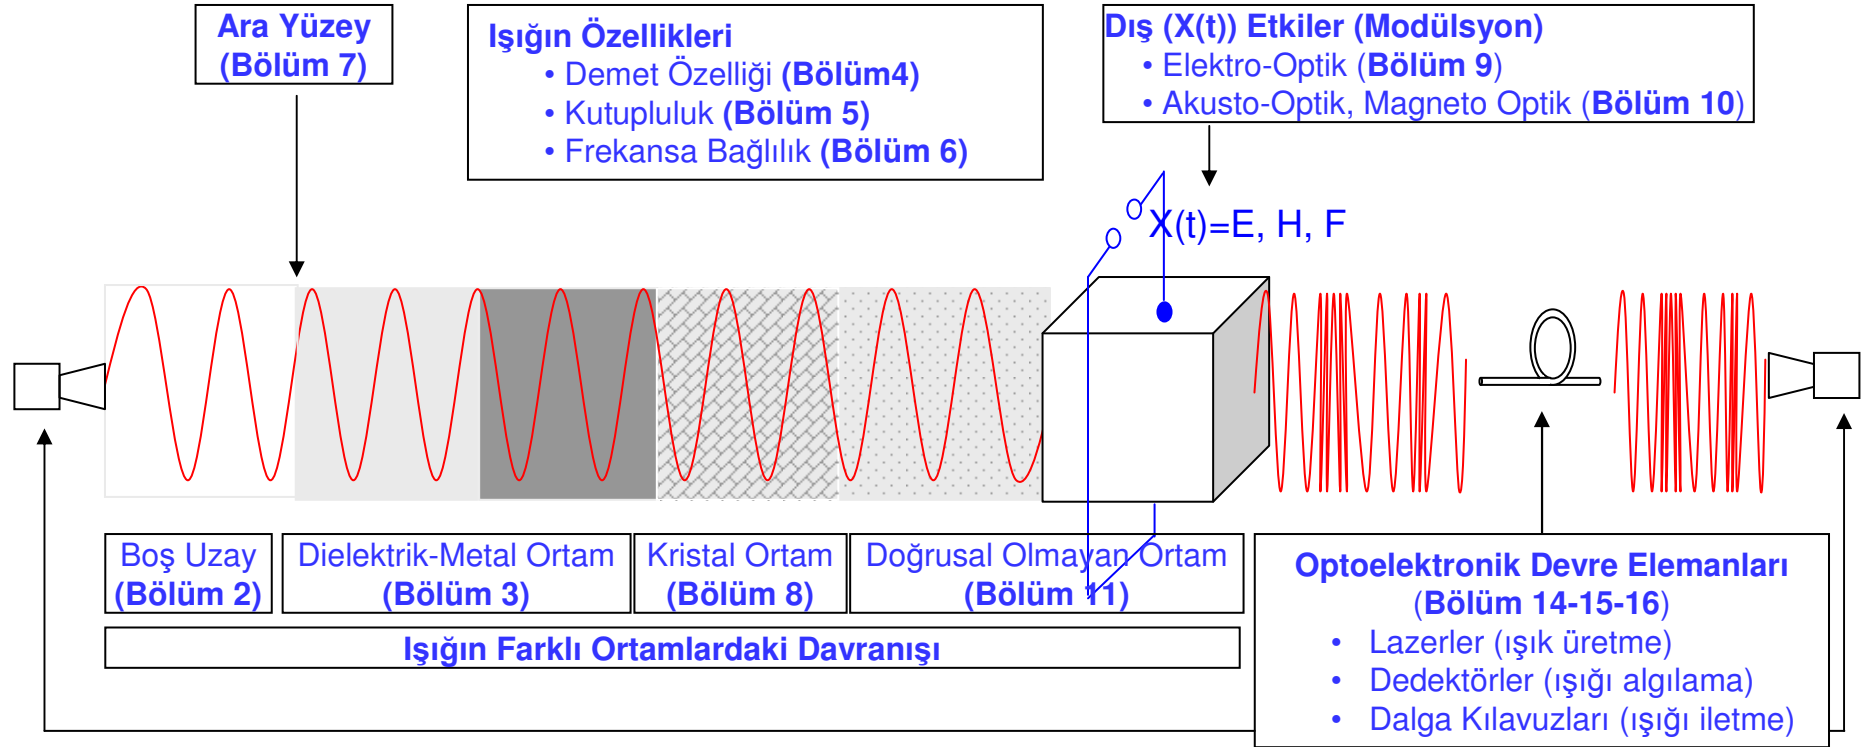 Ara Yüzey
(Bölüm 7)
Işığın Özellikleri
• Demet Özelliği (Bölüm4)
• Kutupluluk (Bölüm 5)
• Frekansa Bağlılık (Bölüm 6)
Dış (X(t)) Etkiler (Modülsyon)
• Elektro-Optik (Bölüm 9)
• Akusto-Optik, Magneto Optik (Bölüm 10)
X(t)=E, H, F
Boş Uzay
(Bölüm 2)
Dielektrik-Metal Ortam
(Bölüm 3)
Kristal Ortam
(Bölüm 8)
Doğrusal Olmayan Ortam
(Bölüm 11)
Işığın Farklı Ortamlardaki Davranışı
Optoelektronik Devre Elemanları
(Bölüm 14-15-16)
• Lazerler (ışık üretme)
• Dedektörler (ışığı algılama)
• Dalga Kılavuzları (ışığı iletme)